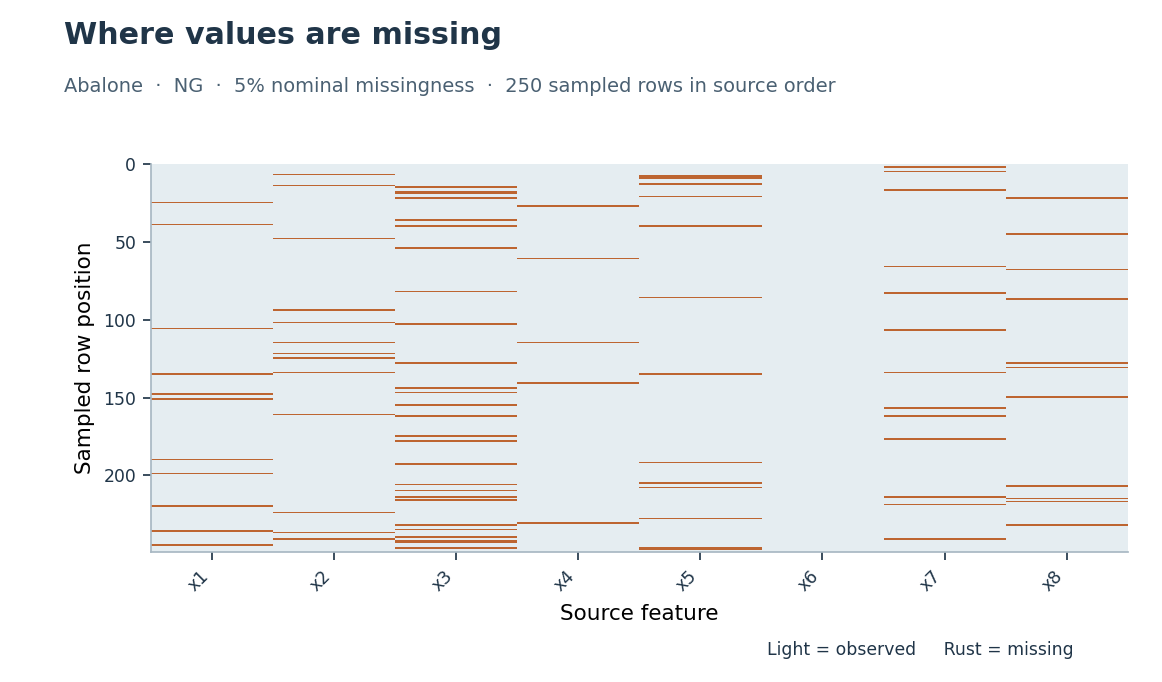 Where values are missing
Abalone · NG · 5% nominal missingness · 250 sampled rows in source order
0
50
100
150
200
Sampled row position
x1 x2 x3 x4 x5 x6 x7 x8
Source feature
Light = observed Rust = missing